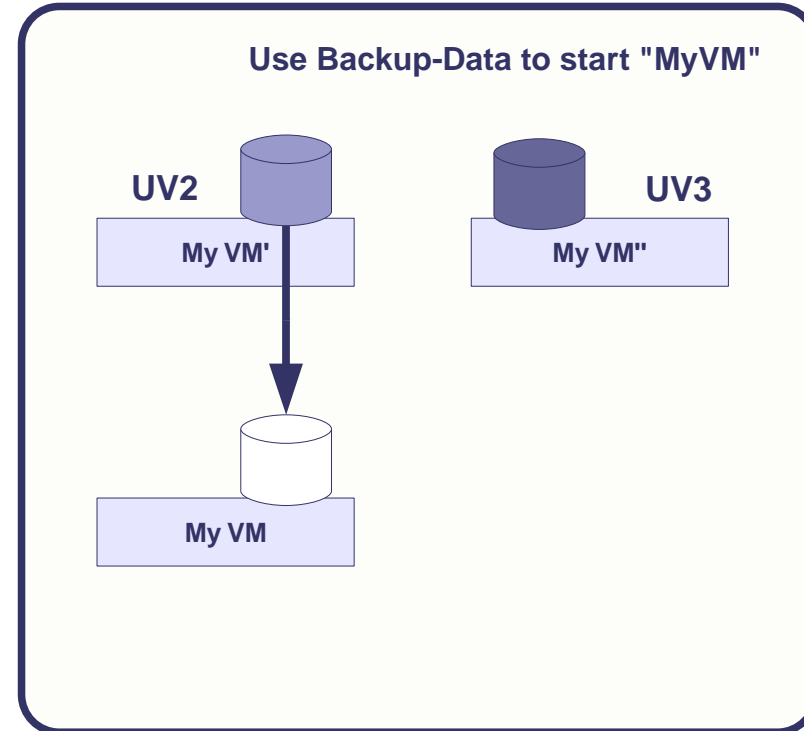 Use Backup-Data to start "MyVM"
UV2
UV3
My VM'
My VM"
My VM